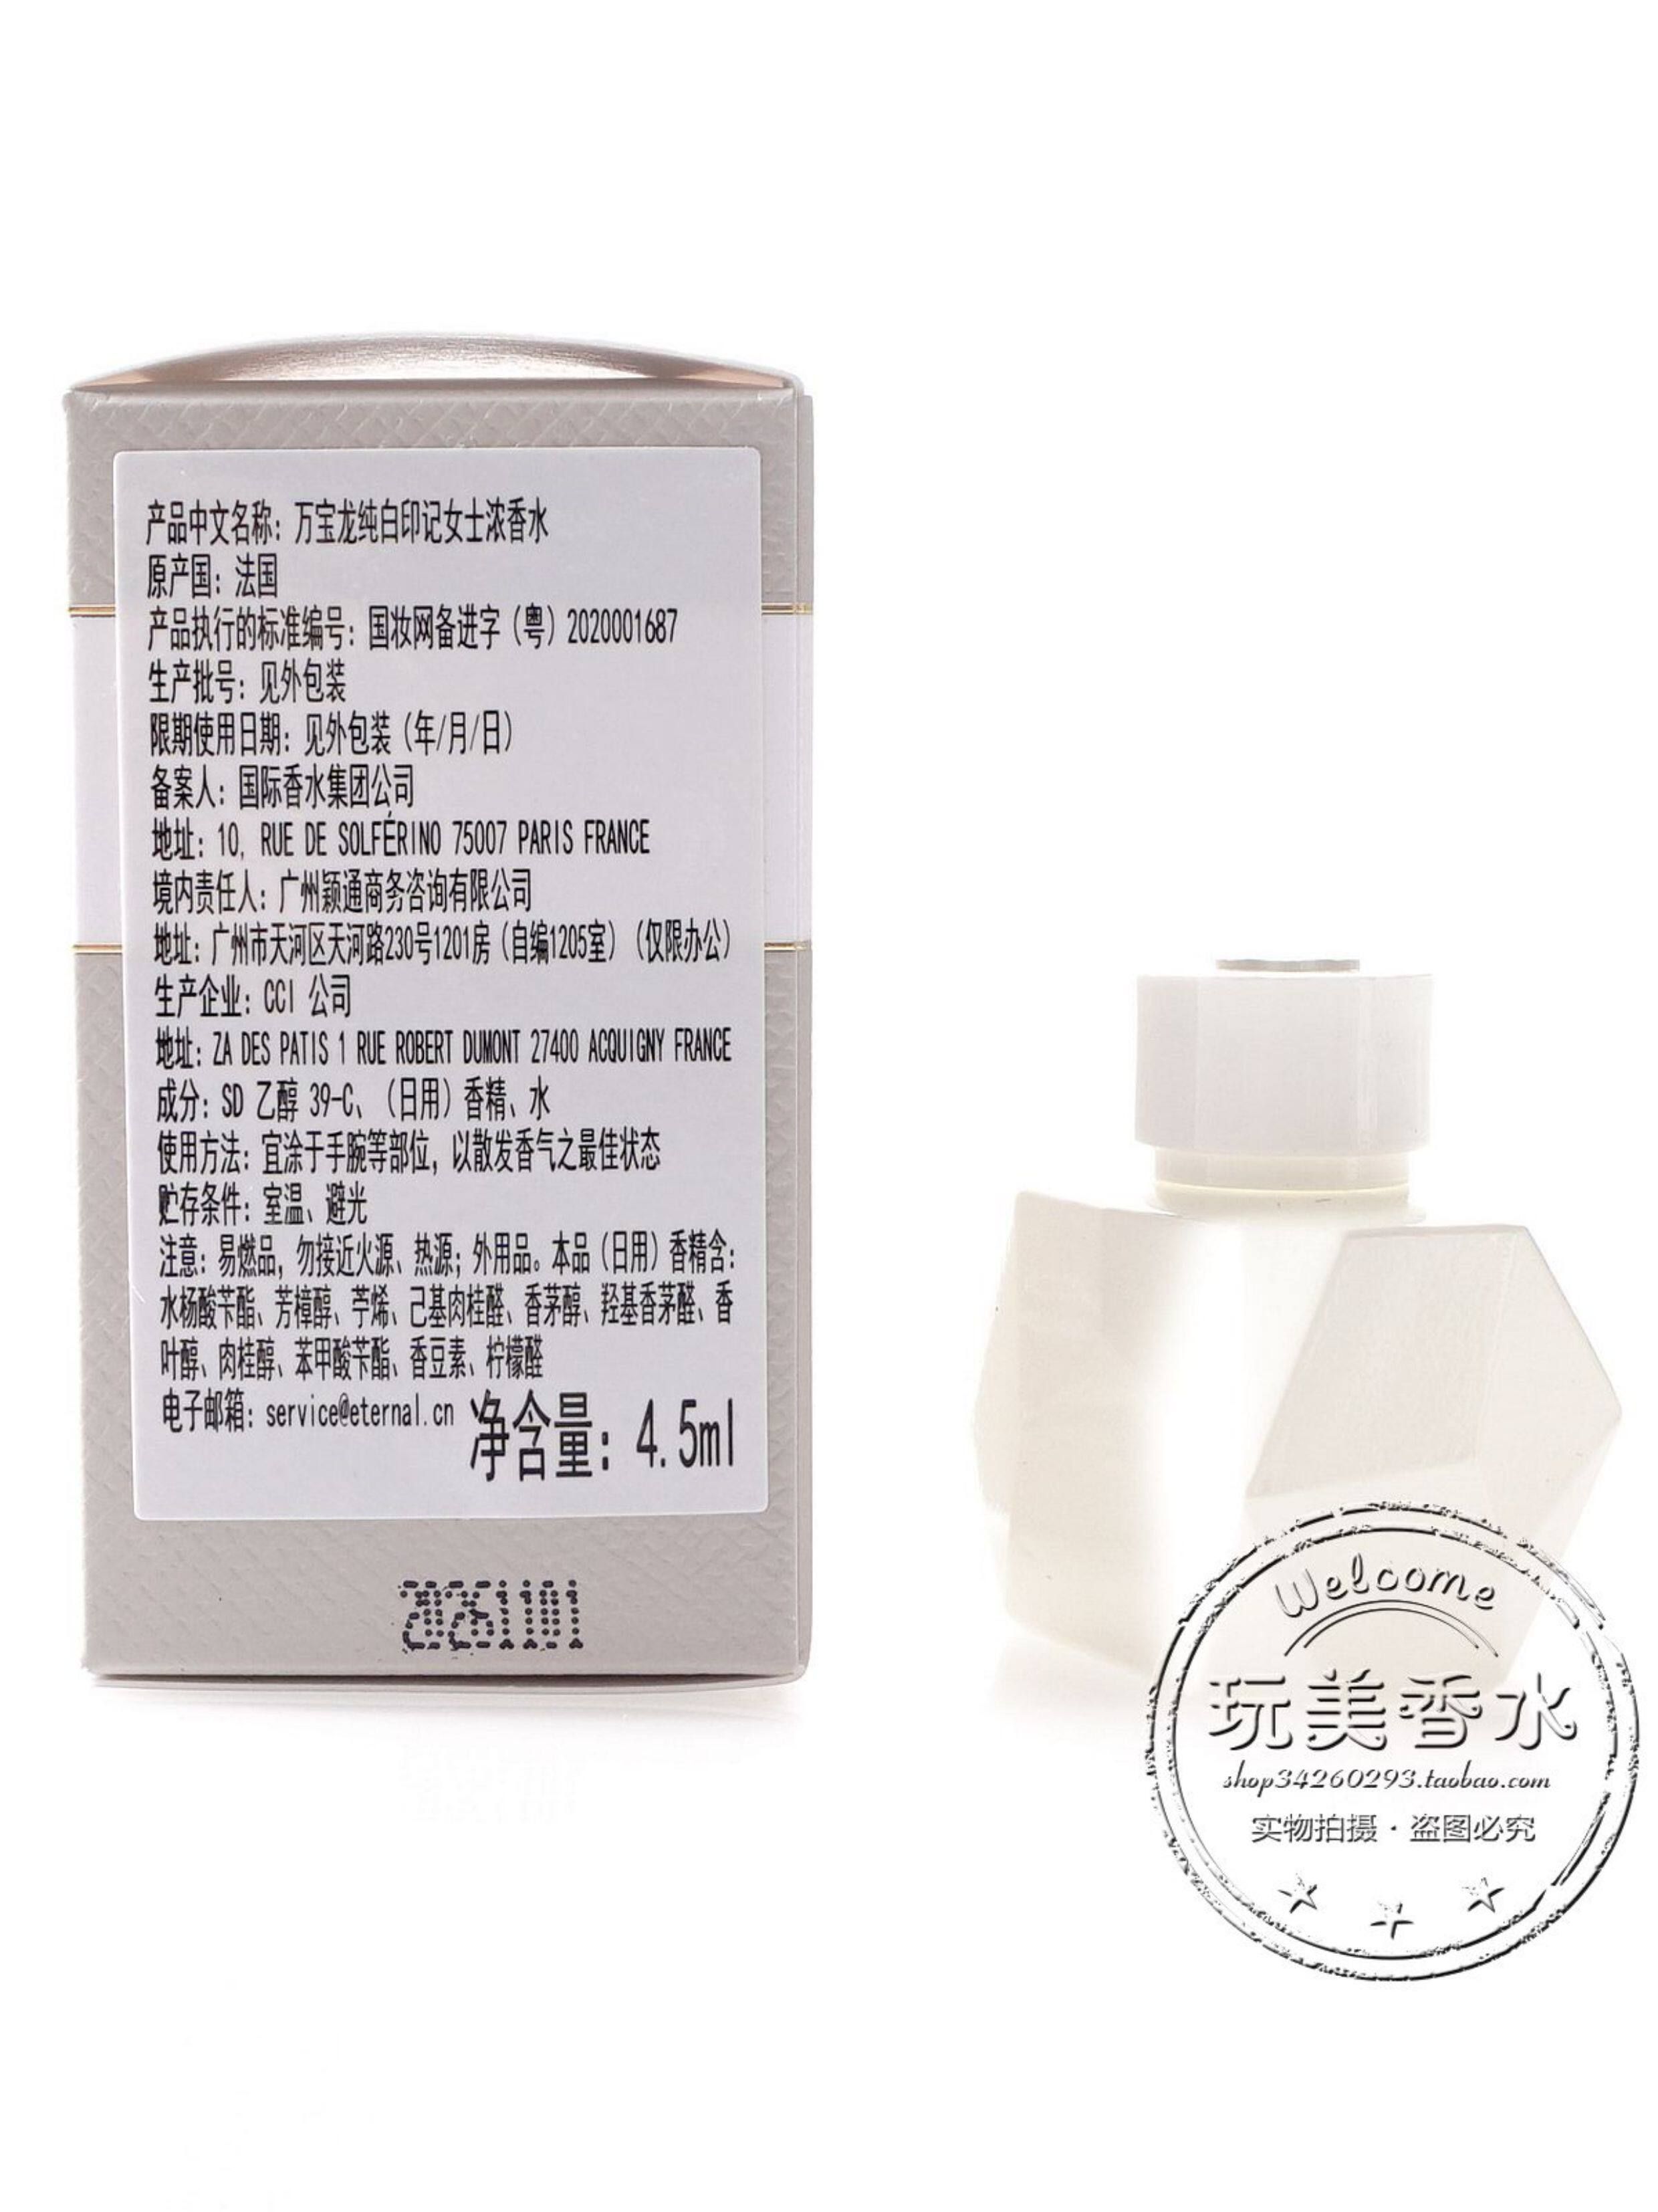 产品中文名称：万宝龙纯白印记女士浓香水
原产国：法国
产品执行的标准编号：国妆网备进字（粤）2020001687
生产批号：见外包装
限期使用日期：见外包装（年/月/日）
备案人：国际香水集团公司
地址：10, RUE DE SOLFÉRINO 75007 PARIS FRANCE
境内责任人：广州颖通商务咨询有限公司
地址：广州市天河区天河路230号1201房（自编1205室）（仅限办公）
生产企业：CCI 公司
地址：ZA DES PATIS 1 RUE ROBERT DUMONT 27400 ACQUIGNY FRANCE
成分：SD 乙醇 39-C、（日用）香精、水
使用方法：宜涂于手腕等部位，以散发香气之最佳状态
贮存条件：室温、避光
注意：易燃品，勿接近火源、热源；外用品。本品（日用）香精含：
水杨酸苄酯、芳樟醇、苧烯、己基肉桂醛、香茅醇、羟基香茅醛、香
叶醇、肉桂醇、苯甲酸苄酯、香豆素、柠檬醛
电子邮箱：service@eternal.cn
净含量：4.5ml
20261101
Welcome
玩美香水
shop34260293.taobao.com
实物拍摄·盗图必究